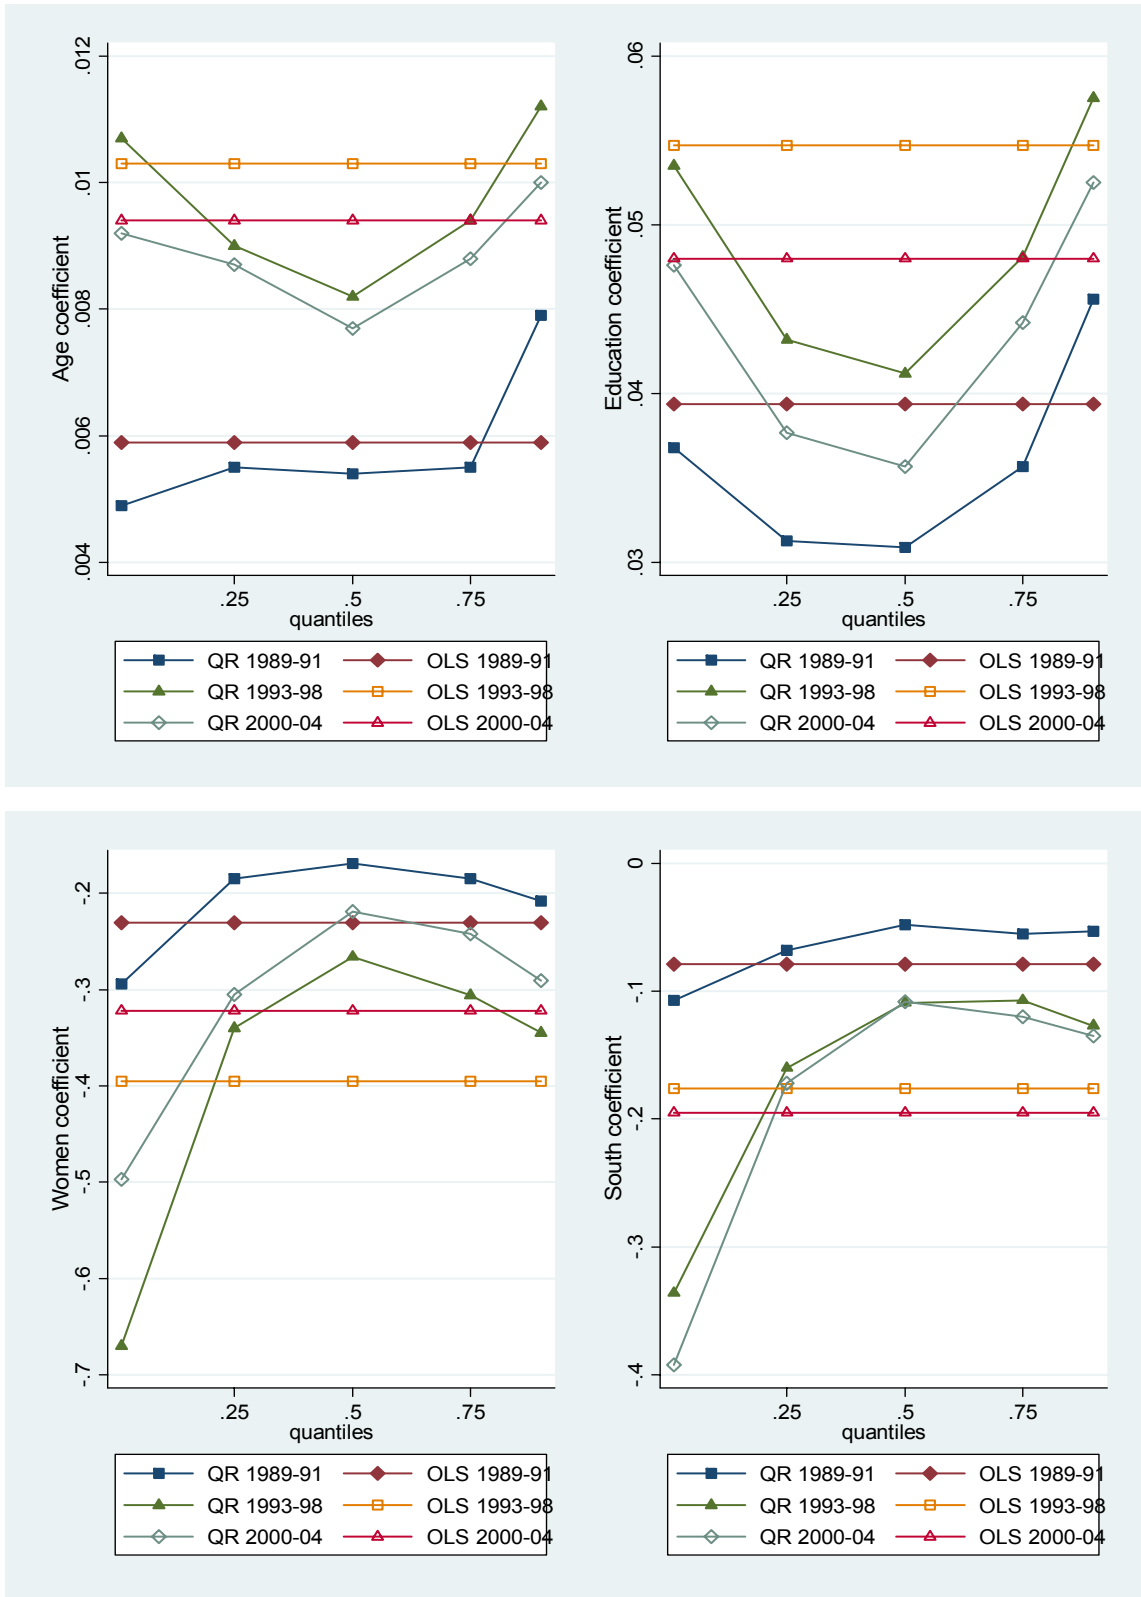 Age coefficient
.012
.01
.008
.006
.004
.25 .5 .75
quantiles
QR 1989-91 OLS 1989-91
QR 1993-98 OLS 1993-98
QR 2000-04 OLS 2000-04
Education coefficient
.06
.05
.04
.03
.25 .5 .75
quantiles
QR 1989-91 OLS 1989-91
QR 1993-98 OLS 1993-98
QR 2000-04 OLS 2000-04
Women coefficient
-.2
-.3
-.4
-.5
-.6
-.7
.25 .5 .75
quantiles
QR 1989-91 OLS 1989-91
QR 1993-98 OLS 1993-98
QR 2000-04 OLS 2000-04
South coefficient
0
-.1
-.2
-.3
-.4
.25 .5 .75
quantiles
QR 1989-91 OLS 1989-91
QR 1993-98 OLS 1993-98
QR 2000-04 OLS 2000-04